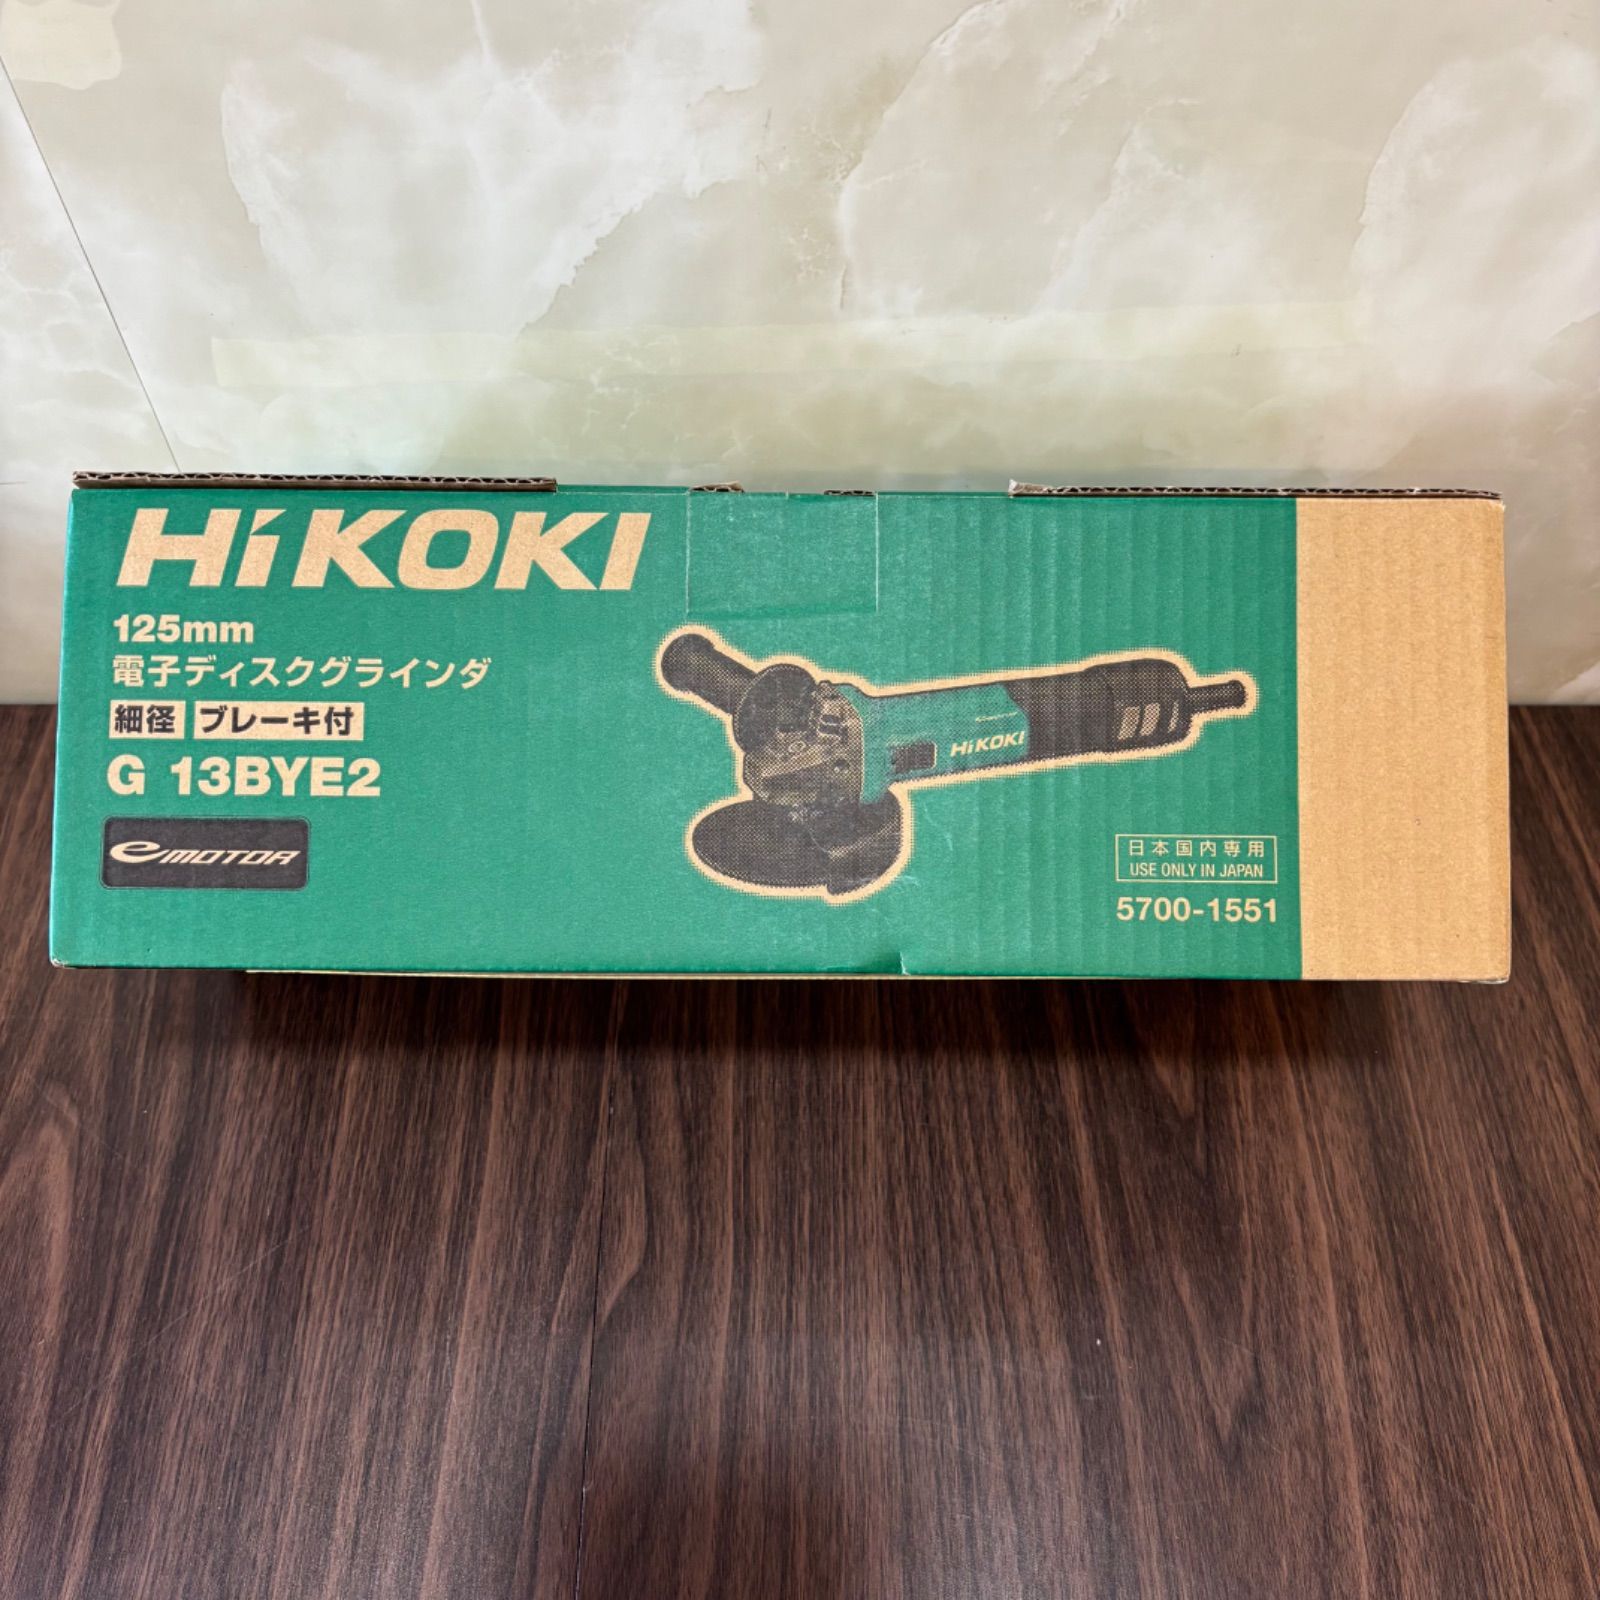 HiKOKI
125mm
電子ディスクグラインダ
細径 ブレーキ付
G 13BYE2
eMOTOR
HiKOKI
日本国内専用
USE ONLY IN JAPAN
5700-1551